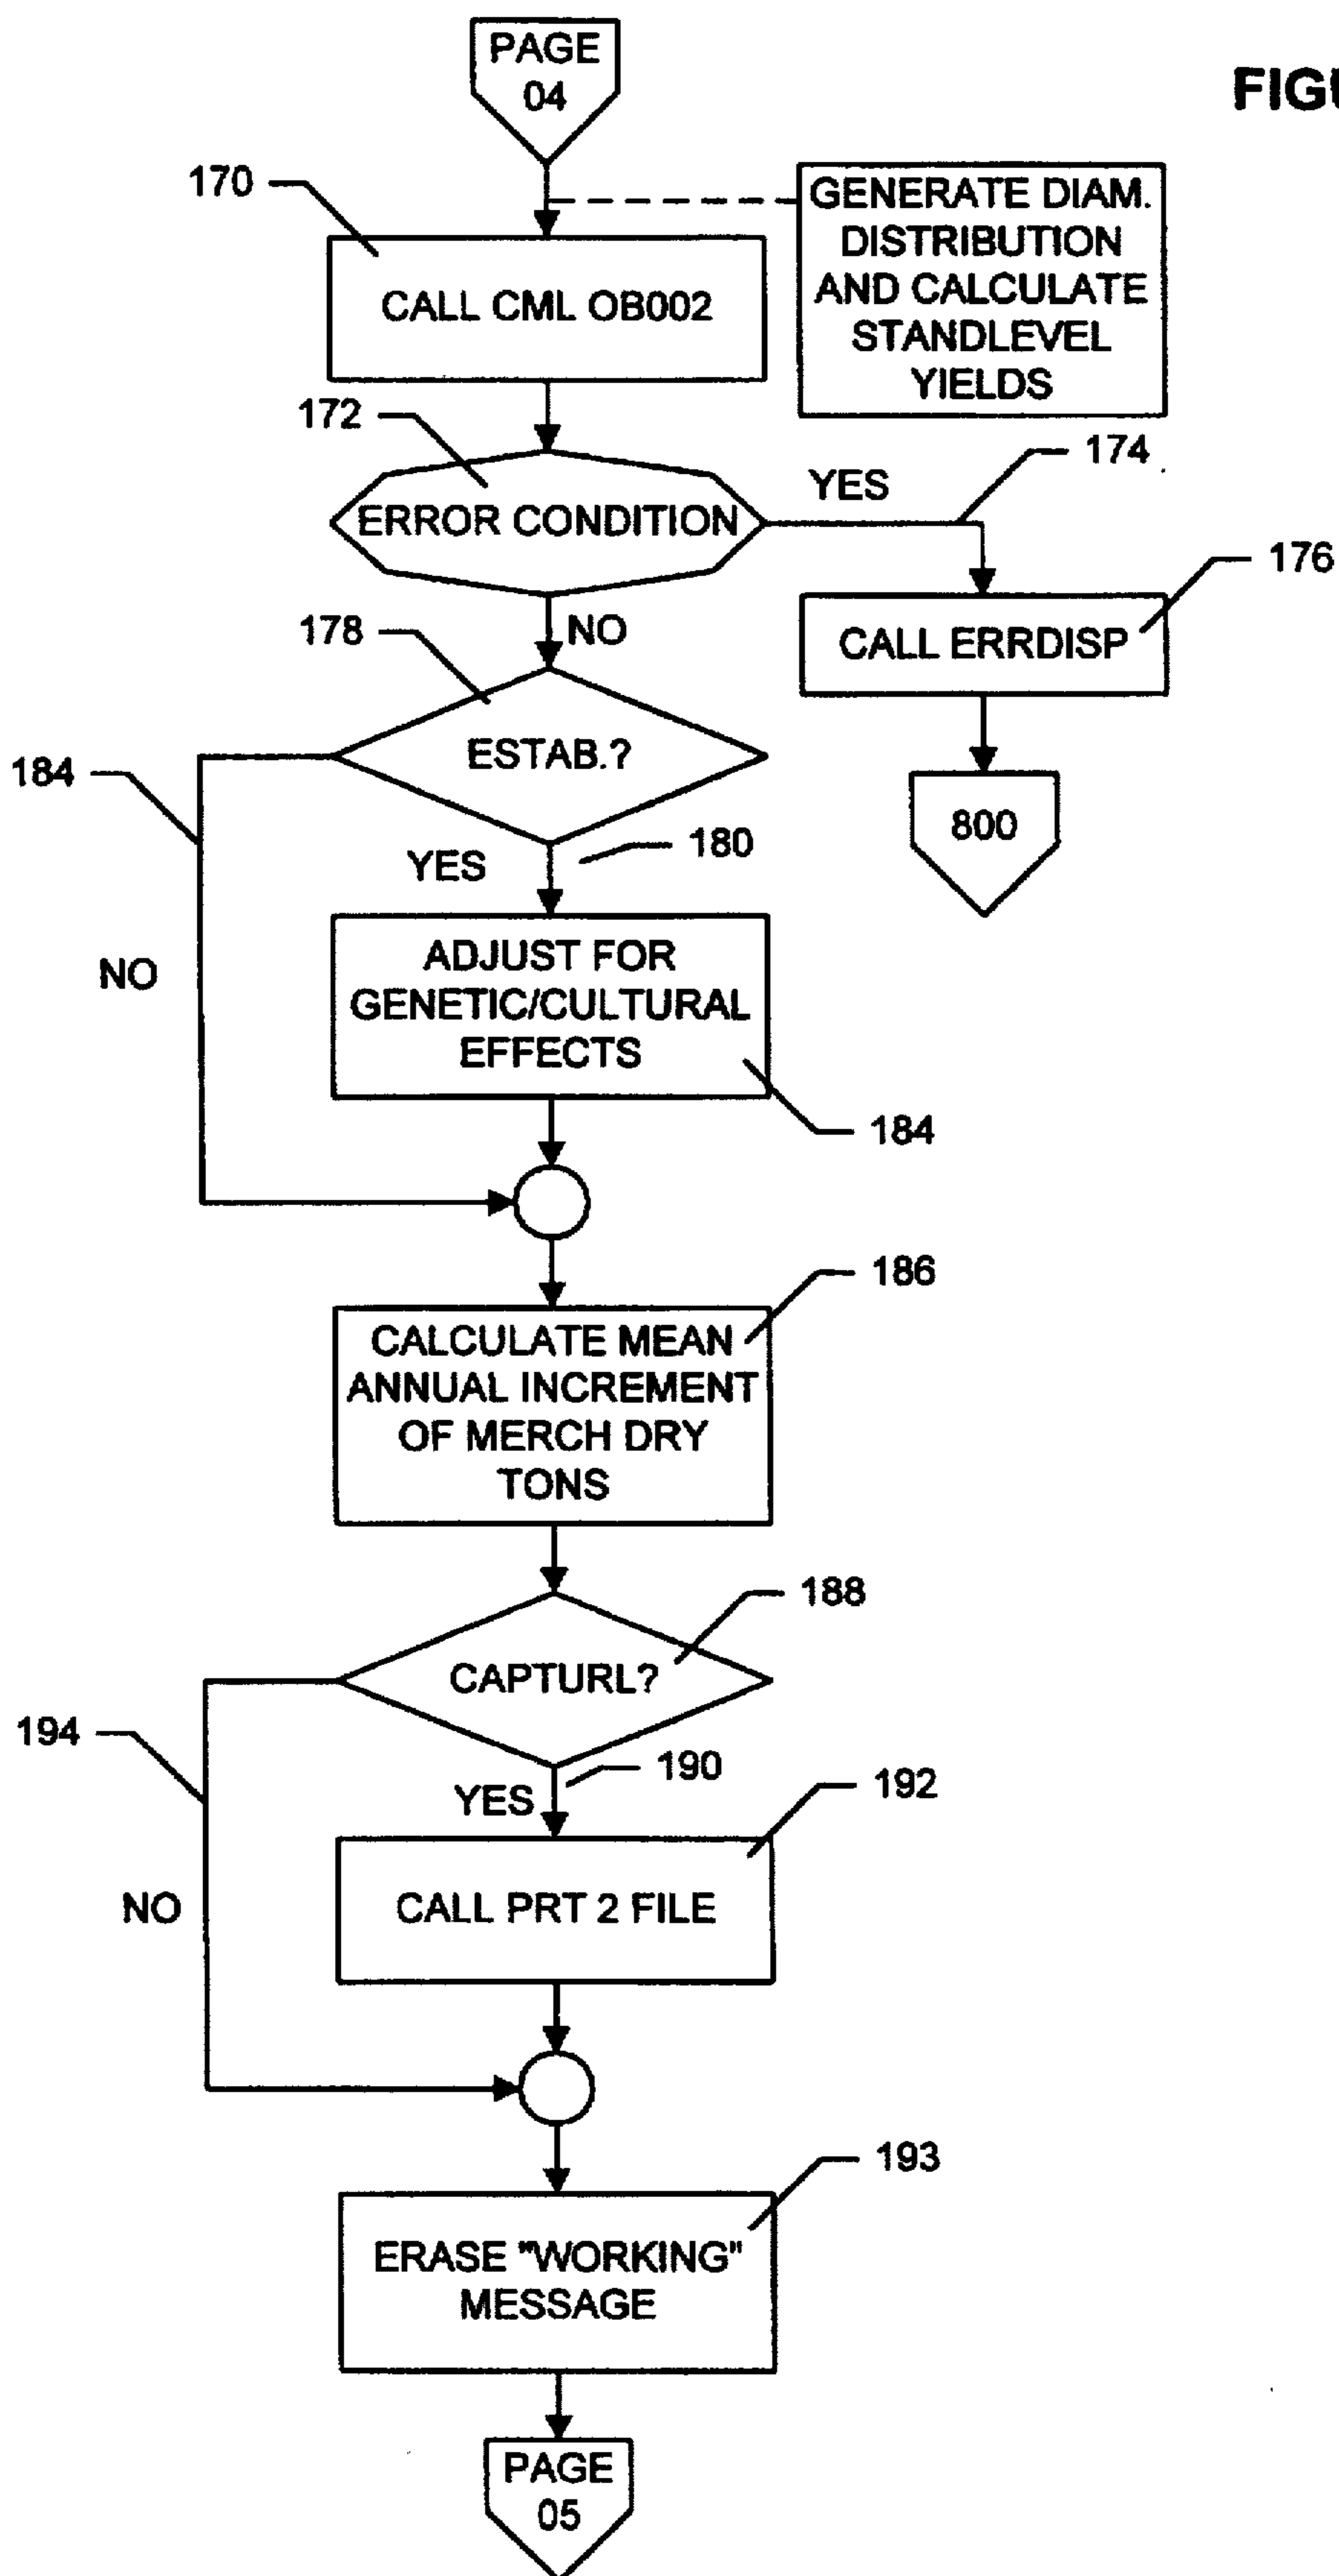 PAGE
04
FIGU
170
GENERATE DIAM.
DISTRIBUTION
AND CALCULATE
STANDLEVEL
YIELDS
CALL CML OB002
172
174
YES
ERROR CONDITION
176
178
NO
CALL ERRDISP
ESTAB.?
184
800
180
YES
NO
ADJUST FOR
GENETIC/CULTURAL
EFFECTS
184
186
CALCULATE MEAN
ANNUAL INCREMENT
OF MERCH DRY
TONS
188
CAPTURL?
194
190
YES
192
NO
CALL PRT 2 FILE
193
ERASE "WORKING"
MESSAGE
PAGE
05